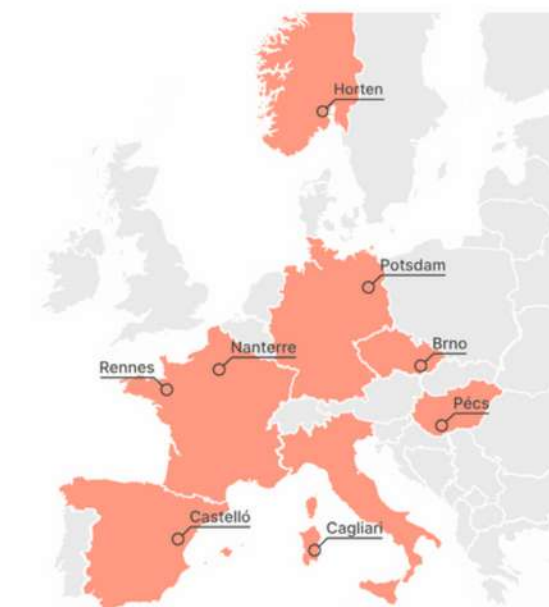 Horten
Potsdam
Brno
Nanterre
Rennes
Pécs
Castelló
Cagliari